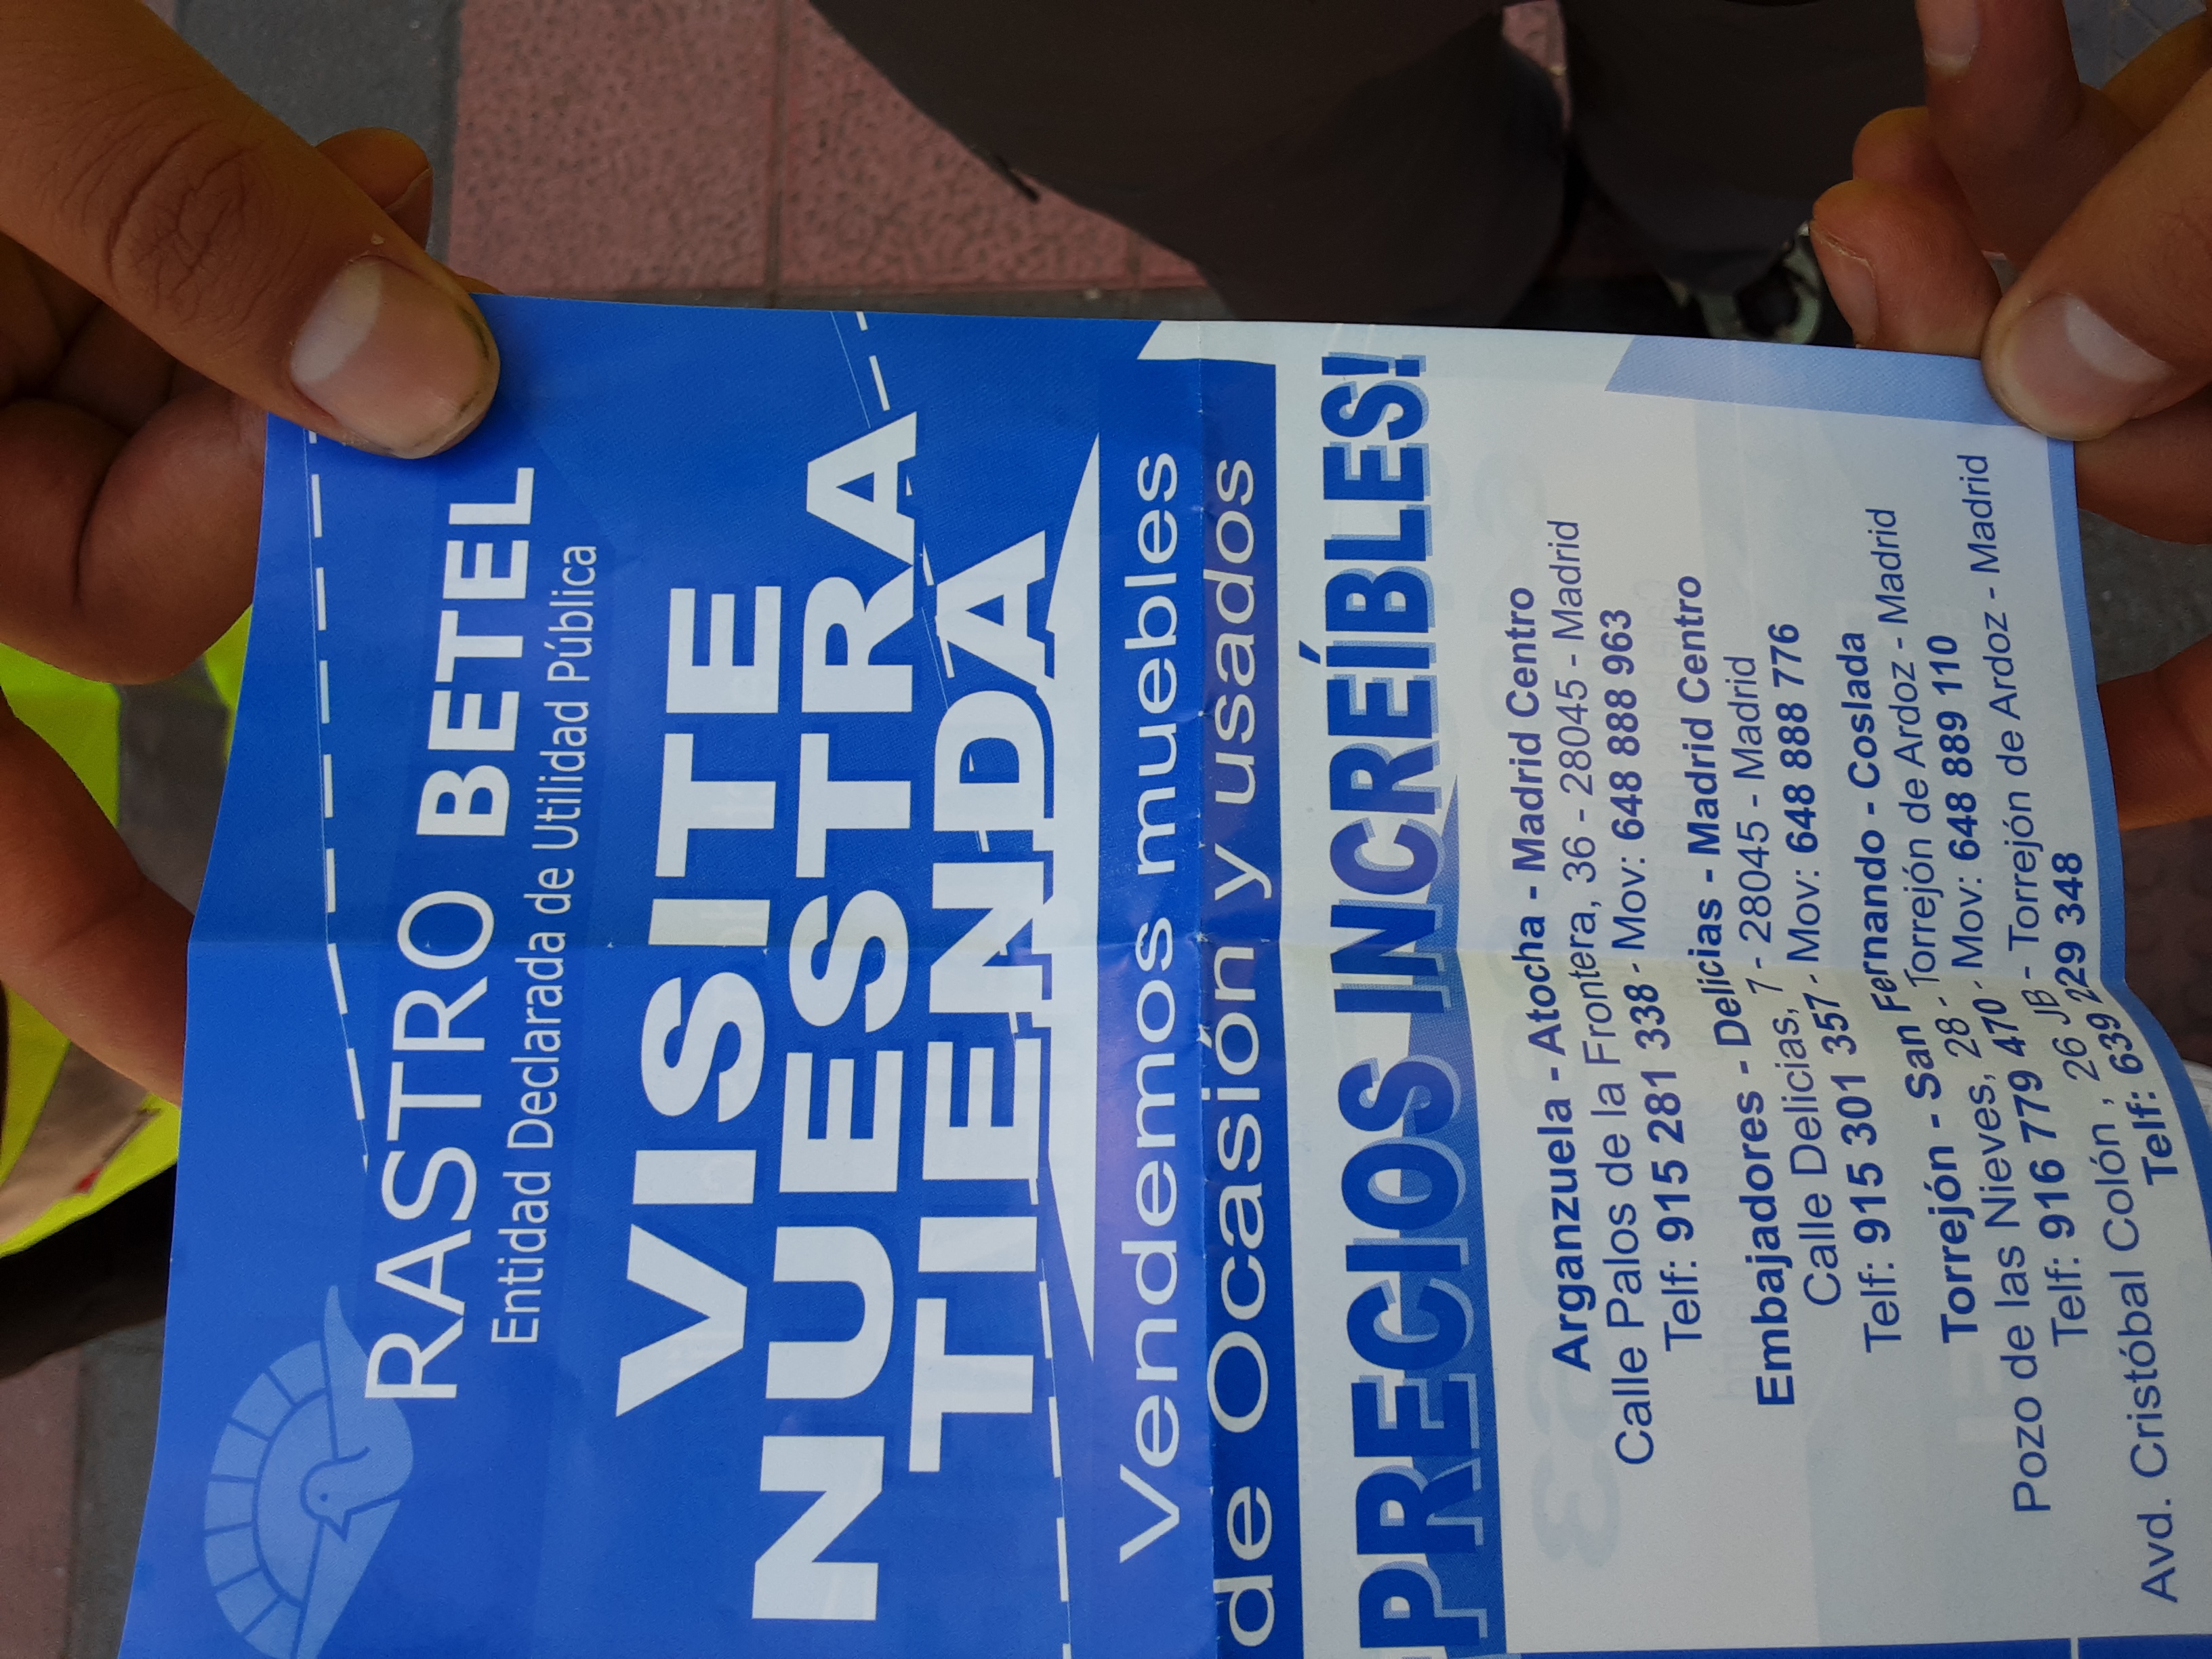 RASTRO BETEL
Entidad Declarada de Utilidad Pública
VISITE
NUESTRA
TIENDA
Vendemos muebles
de Ocasión y usados
¡PRECIOS INCREÍBLES!
Arganzuela - Atocha - Madrid Centro
Calle Palos de la Frontera, 36 - 28045 - Madrid
Telf: 915 281 338 - Mov: 648 888 963
Embajadores - Delicias - Madrid Centro
Calle Delicias, 7 - 28045 - Madrid
Telf: 915 301 357 - Mov: 648 888 776
Torrejón - San Fernando - Coslada
Pozo de las Nieves, 28 - Torrejón de Ardoz - Madrid
Telf: 916 779 470 - Mov: 648 889 110
Avd. Cristóbal Colón , 26 JB - Torrejón de Ardoz - Madrid
Telf: 639 229 348